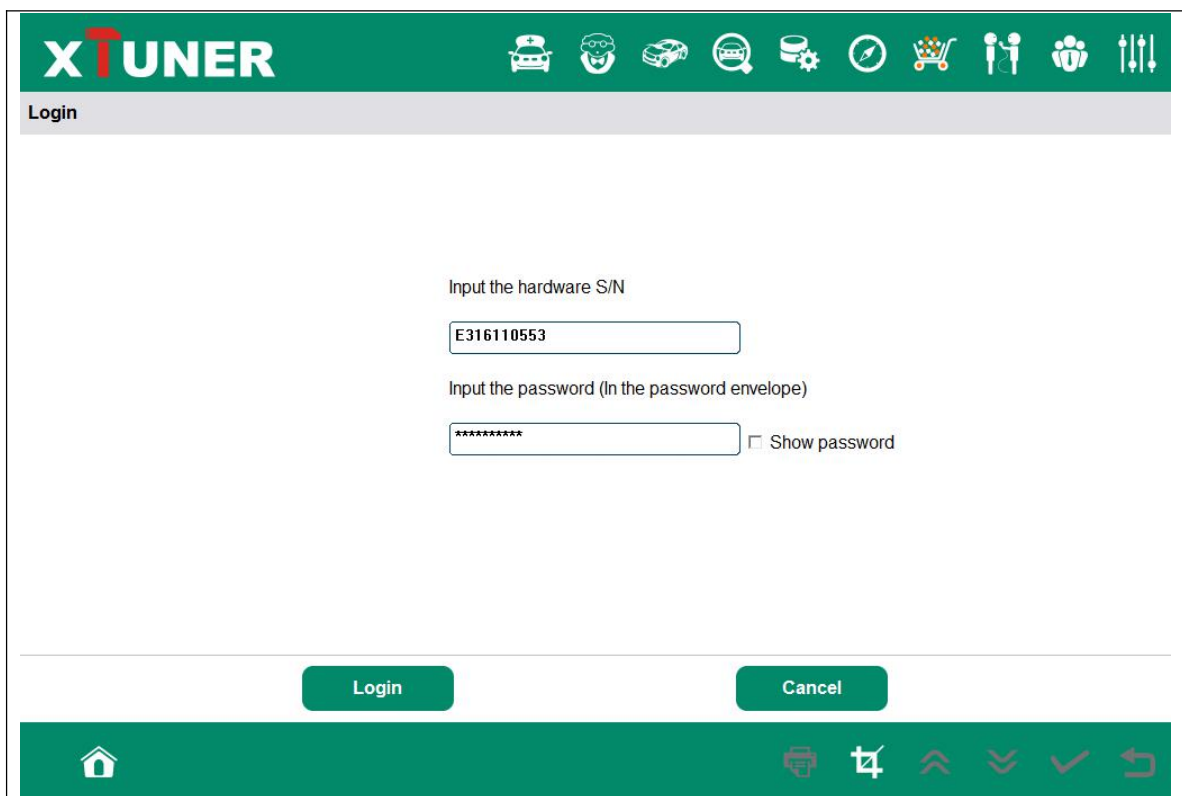 XTUNER
Login
Input the hardware S/N
E316110553
Input the password (In the password envelope)
**********
Show password
Login
Cancel